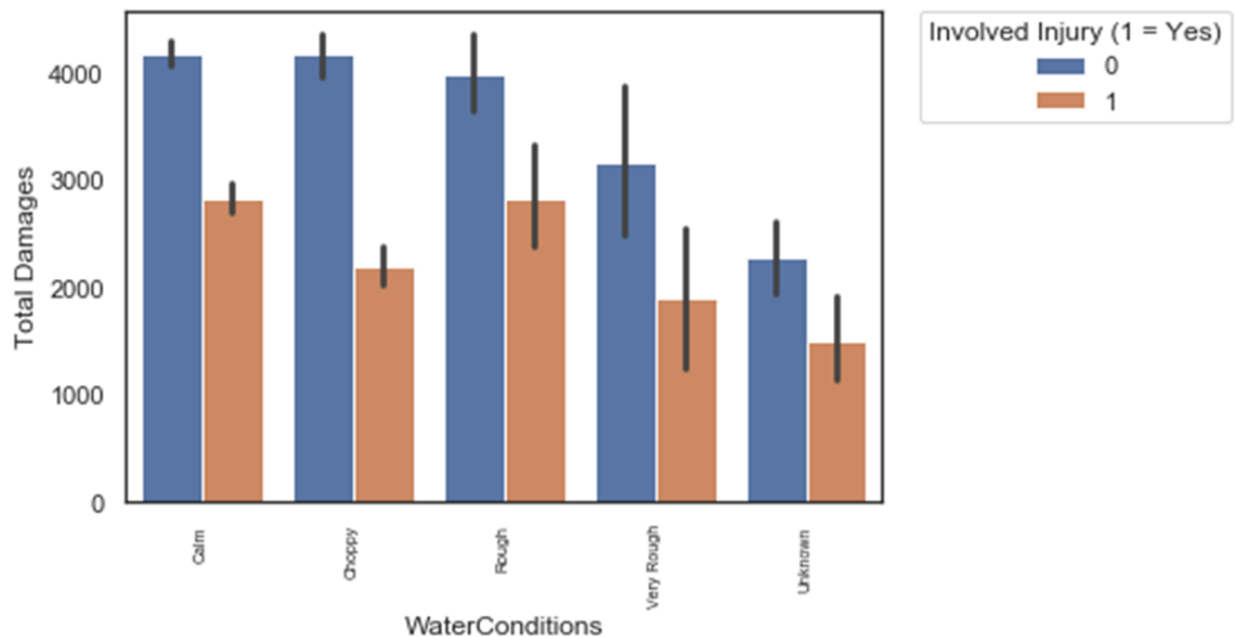 Involved Injury (1 = Yes)
0
1
Total Damages
4000
3000
2000
1000
0
Calm
Choppy
Rough
Very Rough
Unknown
WaterConditions